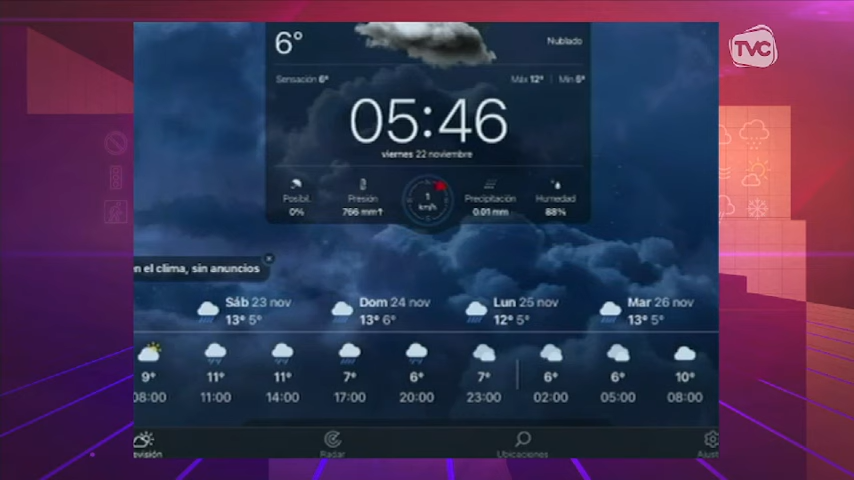 TVC
6°
Nublado
Sensación 6°
Máx 12° Mín 6°
05:46
viernes 22 noviembre
Posibil. Presión 1 Precipitación Humedad
0% 766 mm↑ km/h 0.01 mm 88%
n el clima, sin anuncios
Sáb 23 nov Dom 24 nov Lun 25 nov Mar 26 nov
13° 5° 13° 6° 12° 5° 13° 5°
9° 11° 11° 7° 6° 7° 6° 6° 10°
08:00 11:00 14:00 17:00 20:00 23:00 02:00 05:00 08:00
evisión Radar Ubicaciones Ajust